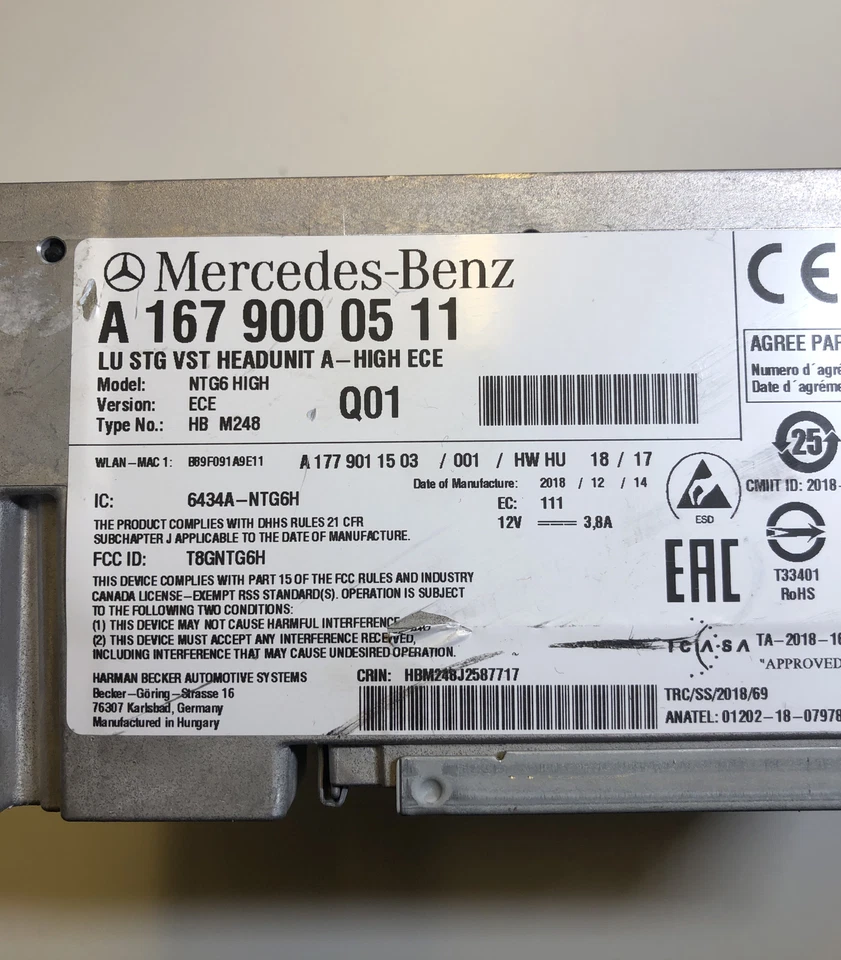 Mercedes-Benz
A 167 900 05 11
LU STG VST HEADUNIT A-HIGH ECE
Model: NTG6 HIGH
Version: ECE
Type No.: HB M248
Q01
CE
AGREE PAR
Numero d´agré
Date d´agréme
WLAN-MAC 1: B89F091A9E11
A 177 901 15 03 / 001 / HW HU 18 / 17
Date of Manufacture: 2018 / 12 / 14
IC: 6434A-NTG6H
EC: 111
12V 3,8A
THE PRODUCT COMPLIES WITH DHHS RULES 21 CFR
SUBCHAPTER J APPLICABLE TO THE DATE OF MANUFACTURE.
FCC ID: T8GNTG6H
THIS DEVICE COMPLIES WITH PART 15 OF THE FCC RULES AND INDUSTRY
CANADA LICENSE-EXEMPT RSS STANDARD(S). OPERATION IS SUBJECT
TO THE FOLLOWING TWO CONDITIONS:
(1) THIS DEVICE MAY NOT CAUSE HARMFUL INTERFERENCE
(2) THIS DEVICE MUST ACCEPT ANY INTERFERENCE RECEIVED,
INCLUDING INTERFERENCE THAT MAY CAUSE UNDESIRED OPERATION.
HARMAN BECKER AUTOMOTIVE SYSTEMS
Becker-Göring-Strasse 16
76307 Karlsbad, Germany
Manufactured in Hungary
CRIN: HBM248J2587717
ESD
EAC
25
CMIIT ID: 2018-
T33401
RoHS
ICASA
TA-2018-16
"APPROVED
TRC/SS/2018/69
ANATEL: 01202-18-07978